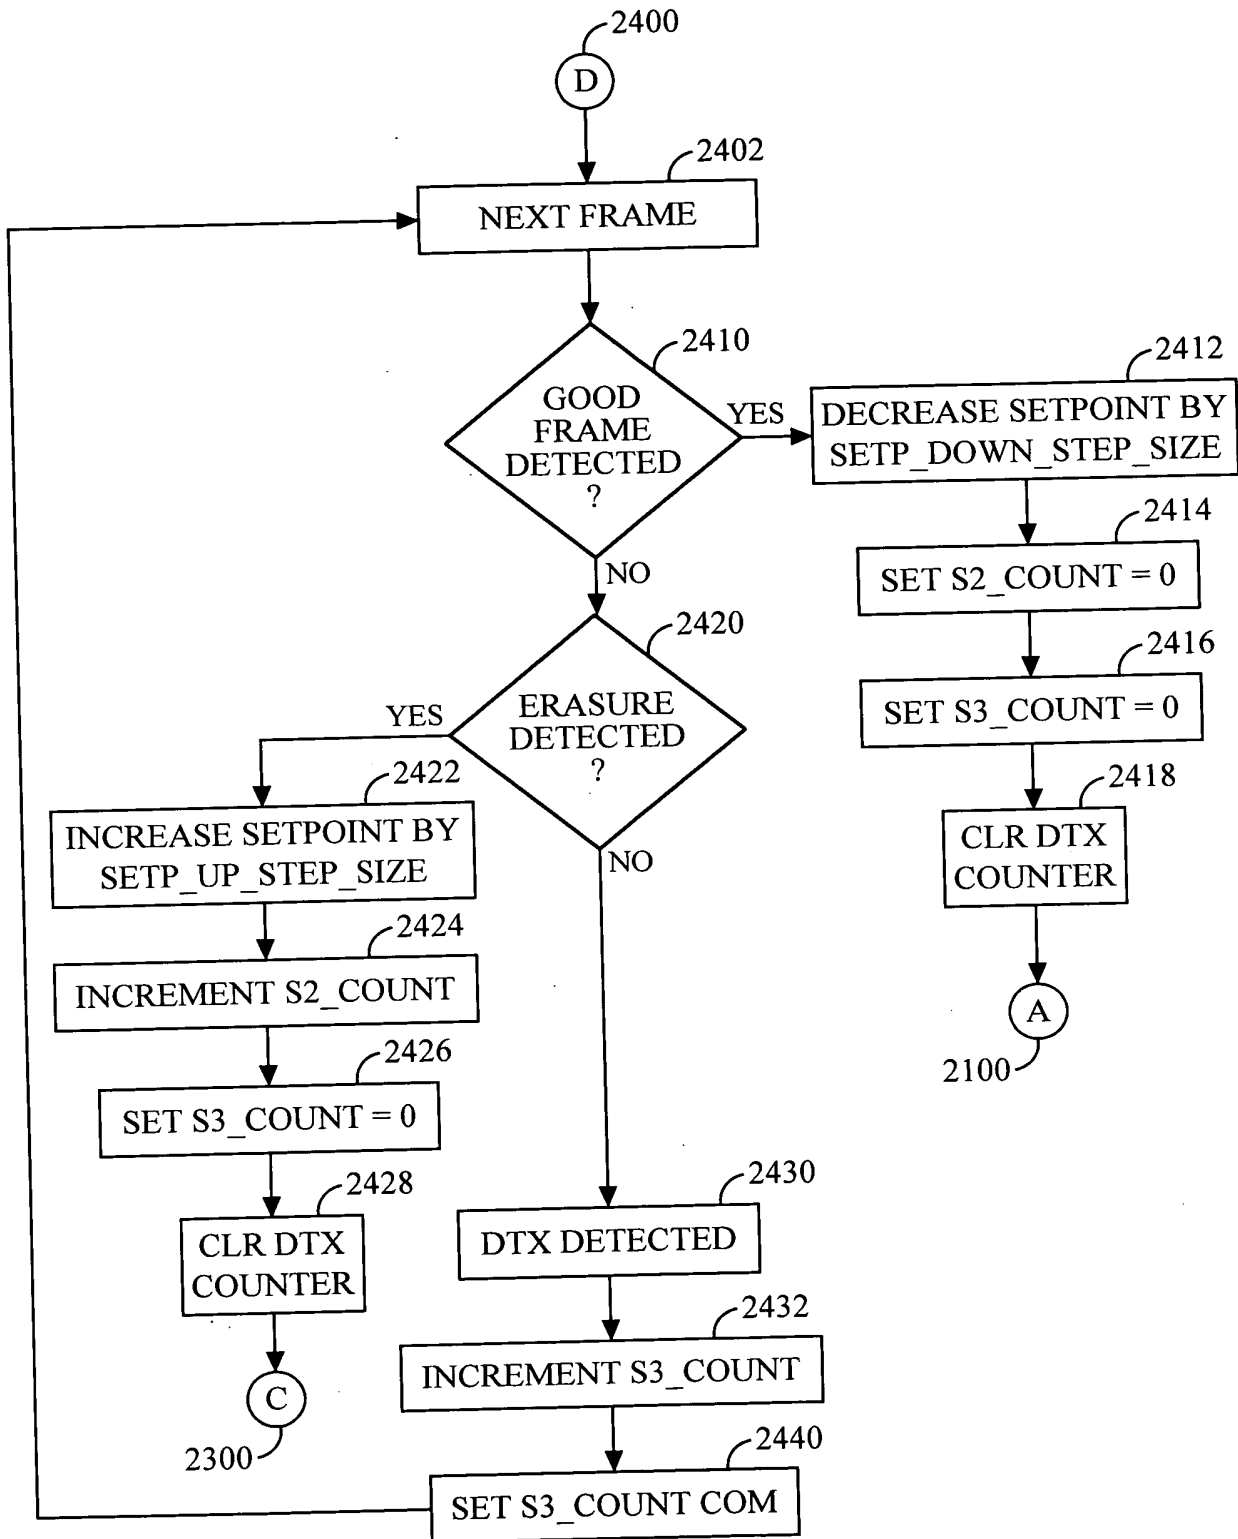 2400
D
2402
NEXT FRAME
2410
GOOD
FRAME
DETECTED
?
YES
2412
DECREASE SETPOINT BY
SETP_DOWN_STEP_SIZE
2414
SET S2_COUNT = 0
2416
SET S3_COUNT = 0
2418
CLR DTX
COUNTER
A
2100
NO
2420
ERASURE
DETECTED
?
YES
2422
INCREASE SETPOINT BY
SETP_UP_STEP_SIZE
2424
INCREMENT S2_COUNT
2426
SET S3_COUNT = 0
2428
CLR DTX
COUNTER
C
2300
NO
2430
DTX DETECTED
2432
INCREMENT S3_COUNT
2440
SET S3_COUNT COM